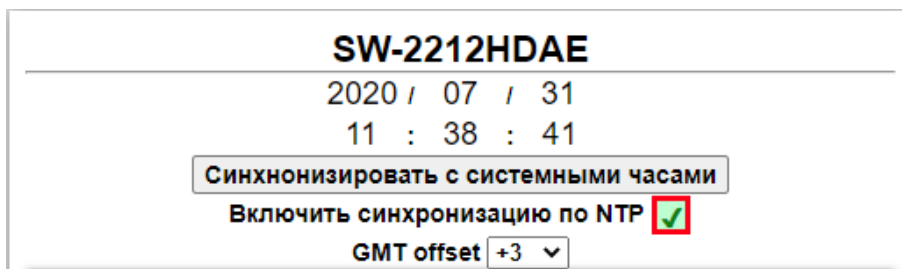 SW-2212HDAE
2020 / 07 / 31
11 : 38 : 41
Синхнонизировать с системными часами
Включить синхронизацию по NTP
GMT offset +3